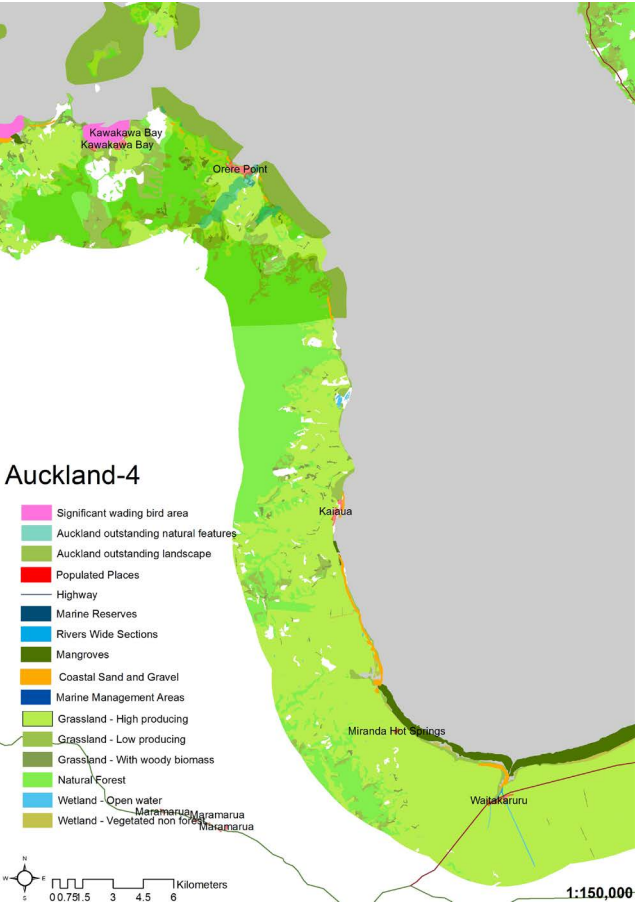 Kawakawa Bay
Kawakawa Bay
Orere Point
Auckland-4
Significant wading bird area
Auckland outstanding natural features
Auckland outstanding landscape
Populated Places
Highway
Marine Reserves
Rivers Wide Sections
Mangroves
Coastal Sand and Gravel
Marine Management Areas
Grassland - High producing
Grassland - Low producing
Grassland - With woody biomass
Natural Forest
Wetland - Open water
Wetland - Vegetated non forest
Kaiaua
Miranda Hot Springs
Waitakaruru
Maramarua
Maramarua
Maramarua
N
W E
S
Kilometers
0 0.75 1.5 3 4.5 6
1:150,000